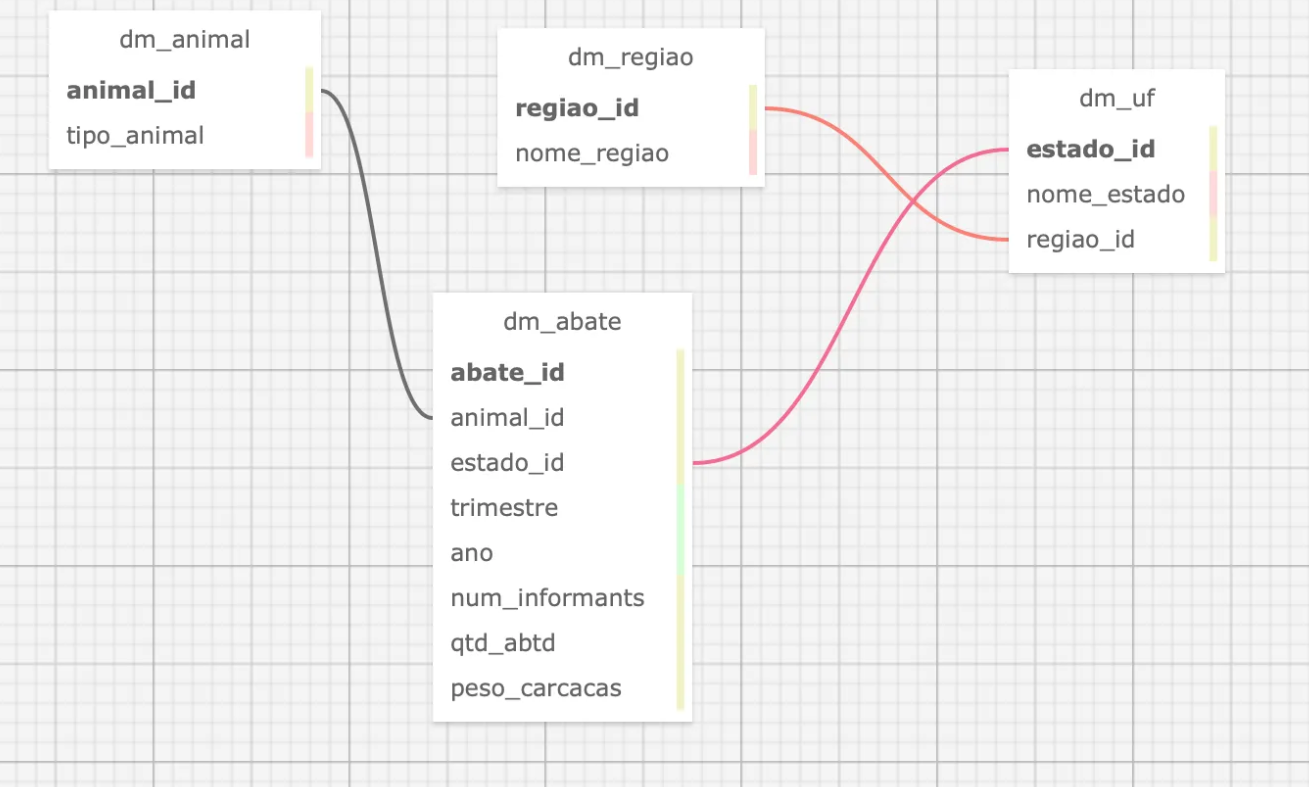 dm_animal
animal_id
tipo_animal
dm_regiao
regiao_id
nome_regiao
dm_uf
estado_id
nome_estado
regiao_id
dm_abate
abate_id
animal_id
estado_id
trimestre
ano
num_informants
qtd_abtd
peso_carcacas